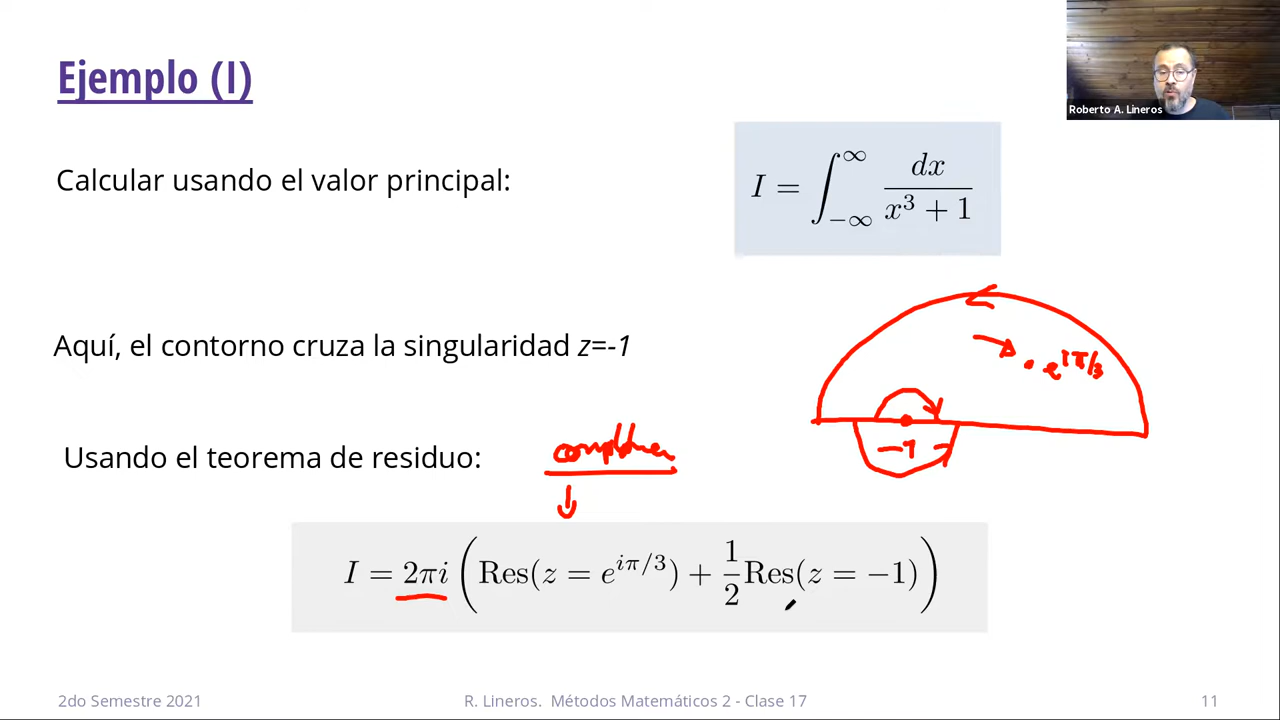 Ejemplo (I)
Roberto A. Lineros
Calcular usando el valor principal:
I = ∫_{-∞}^{∞} dx / (x³ + 1)
Aquí, el contorno cruza la singularidad z=-1
e^{iπ/3}
-1
Usando el teorema de residuo:
I = 2πi ( Res(z = e^{iπ/3}) + 1/2 Res(z = −1) )
2do Semestre 2021
R. Lineros. Métodos Matemáticos 2 - Clase 17
11